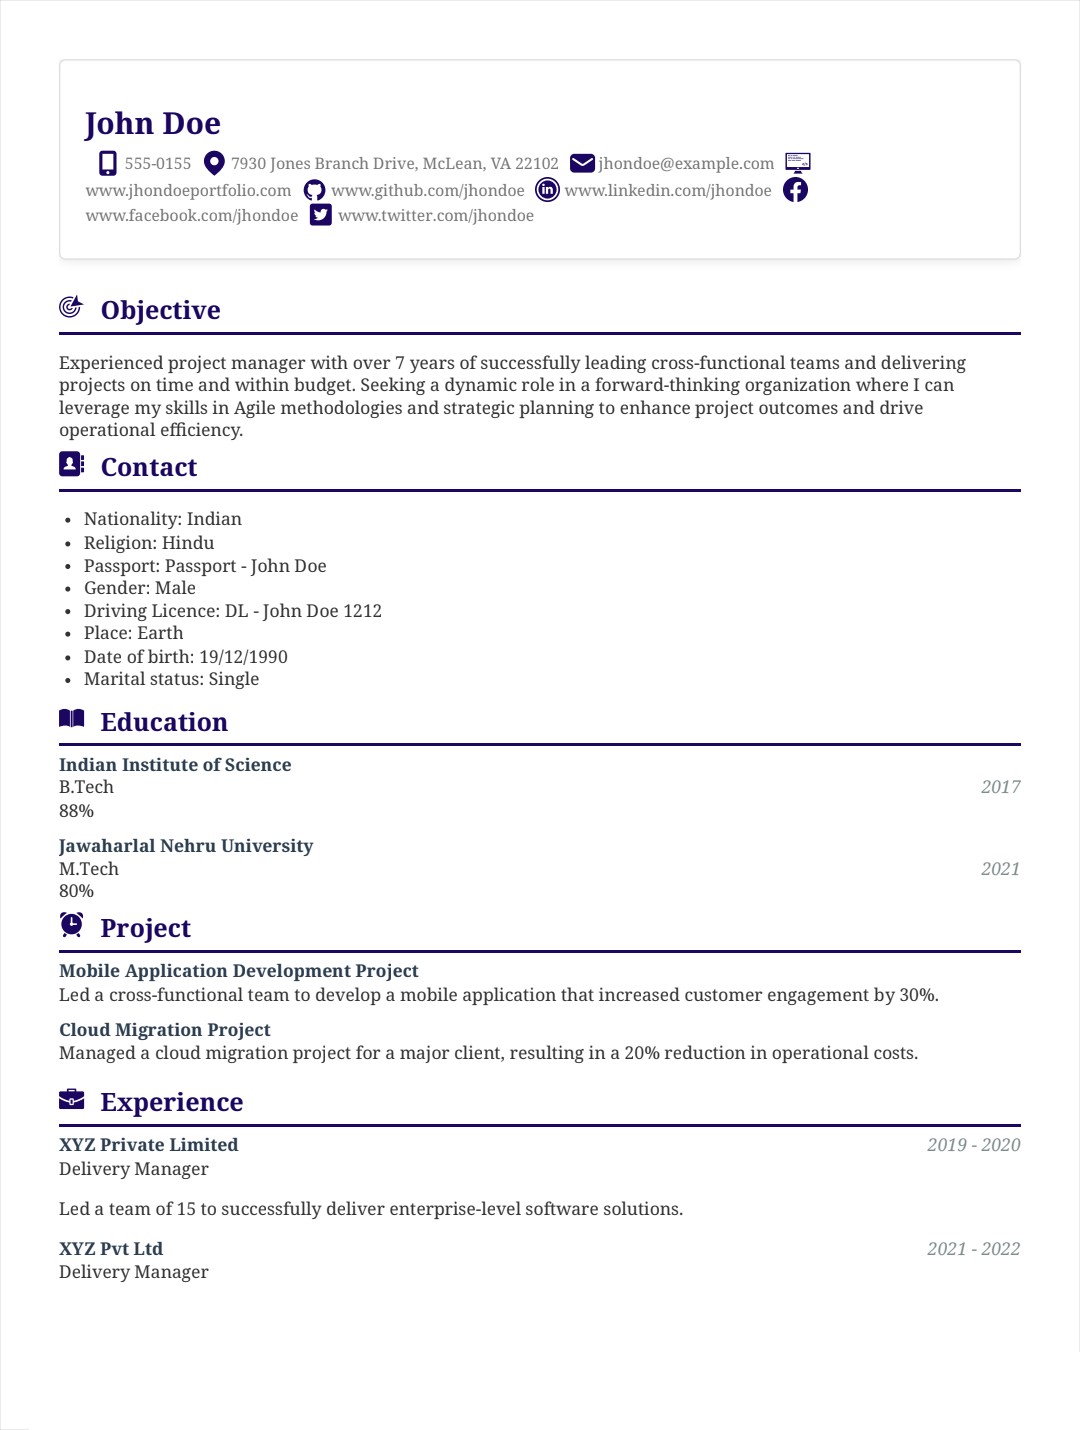 John Doe
555-0155 7930 Jones Branch Drive, McLean, VA 22102 jhondoe@example.com
www.jhondoeportfolio.com www.github.com/jhondoe www.linkedin.com/jhondoe
www.facebook.com/jhondoe www.twitter.com/jhondoe
Objective
Experienced project manager with over 7 years of successfully leading cross-functional teams and delivering
projects on time and within budget. Seeking a dynamic role in a forward-thinking organization where I can
leverage my skills in Agile methodologies and strategic planning to enhance project outcomes and drive
operational efficiency.
Contact
• Nationality: Indian
• Religion: Hindu
• Passport: Passport - John Doe
• Gender: Male
• Driving Licence: DL - John Doe 1212
• Place: Earth
• Date of birth: 19/12/1990
• Marital status: Single
Education
Indian Institute of Science
B.Tech 2017
88%
Jawaharlal Nehru University
M.Tech 2021
80%
Project
Mobile Application Development Project
Led a cross-functional team to develop a mobile application that increased customer engagement by 30%.
Cloud Migration Project
Managed a cloud migration project for a major client, resulting in a 20% reduction in operational costs.
Experience
XYZ Private Limited 2019 - 2020
Delivery Manager
Led a team of 15 to successfully deliver enterprise-level software solutions.
XYZ Pvt Ltd 2021 - 2022
Delivery Manager